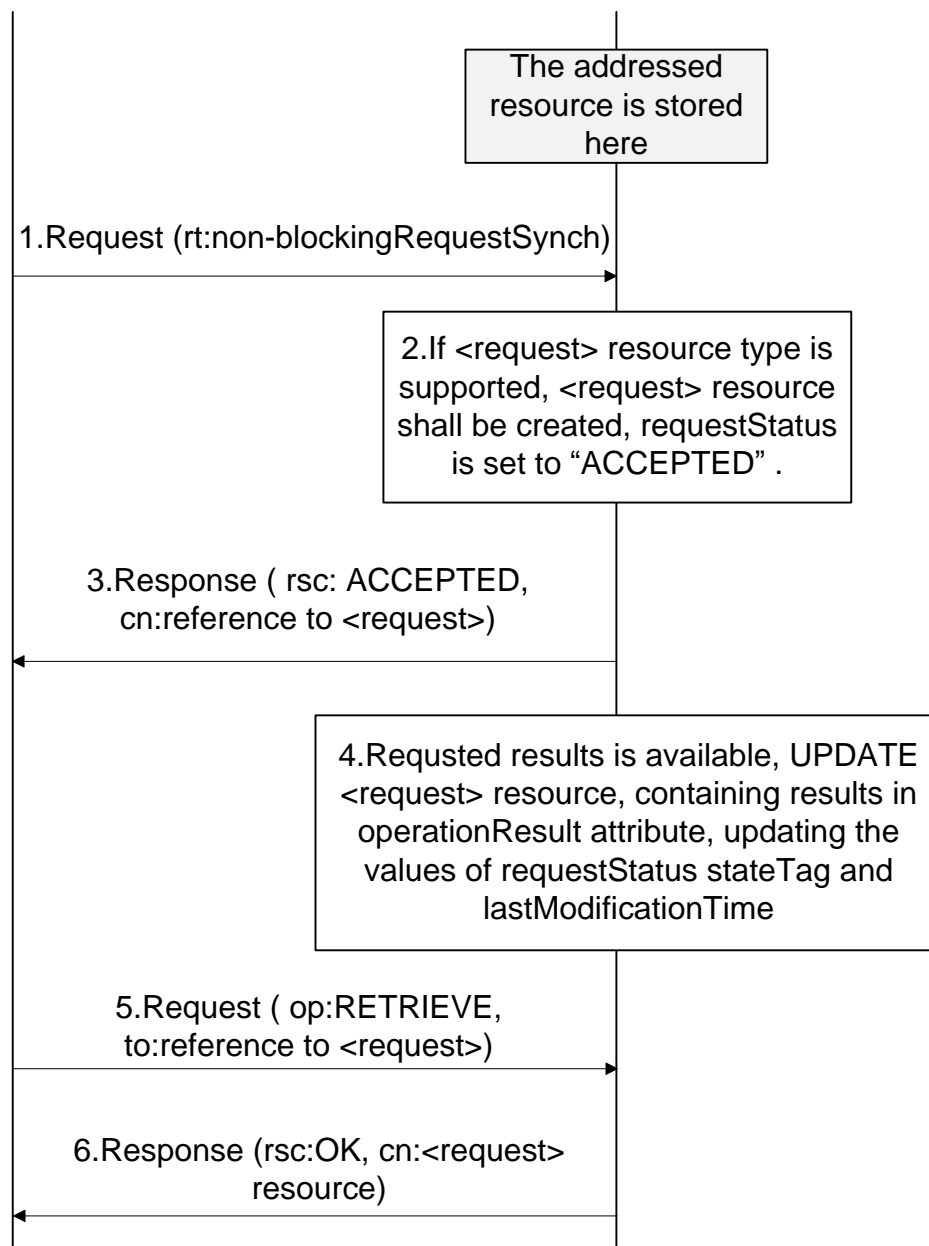 The addressed
resource is stored
here
1.Request (rt:non-blockingRequestSynch)
2.If <request> resource type is
supported, <request> resource
shall be created, requestStatus
is set to “ACCEPTED” .
3.Response ( rsc: ACCEPTED,
cn:reference to <request>)
4.Requsted results is available, UPDATE
<request> resource, containing results in
operationResult attribute, updating the
values of requestStatus stateTag and
lastModificationTime
5.Request ( op:RETRIEVE,
to:reference to <request>)
6.Response (rsc:OK, cn:<request>
resource)